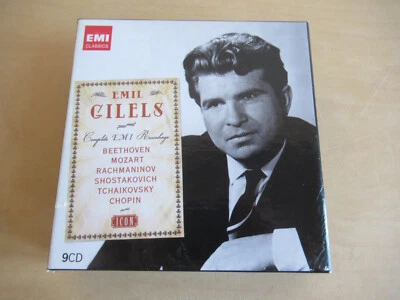 EMI
CLASSICS
EMIL
GILELS
Complete EMI Recordings
BEETHOVEN
MOZART
RACHMANINOV
SHOSTAKOVICH
TCHAIKOVSKY
CHOPIN
ICON
9CD